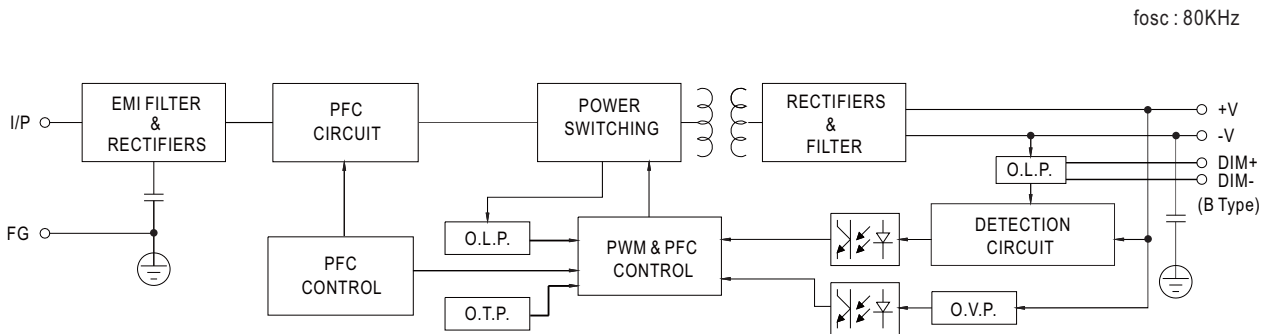 fosc : 80KHz
I/P
EMI FILTER
&
RECTIFIERS
PFC
CIRCUIT
POWER
SWITCHING
RECTIFIERS
&
FILTER
+V
-V
O.L.P.
DIM+
DIM-
(B Type)
FG
O.L.P.
PFC
CONTROL
PWM & PFC
CONTROL
DETECTION
CIRCUIT
O.T.P.
O.V.P.